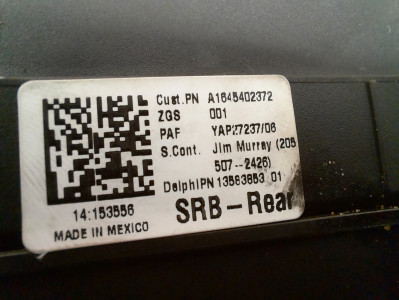 Cust.PN A1645402372
ZGS 001
PAF YAP27237/06
S.Cont. Jim Murray (205
507--2426)
DelphiPN 13583853 01
14:153556
SRB-Rear
MADE IN MEXICO